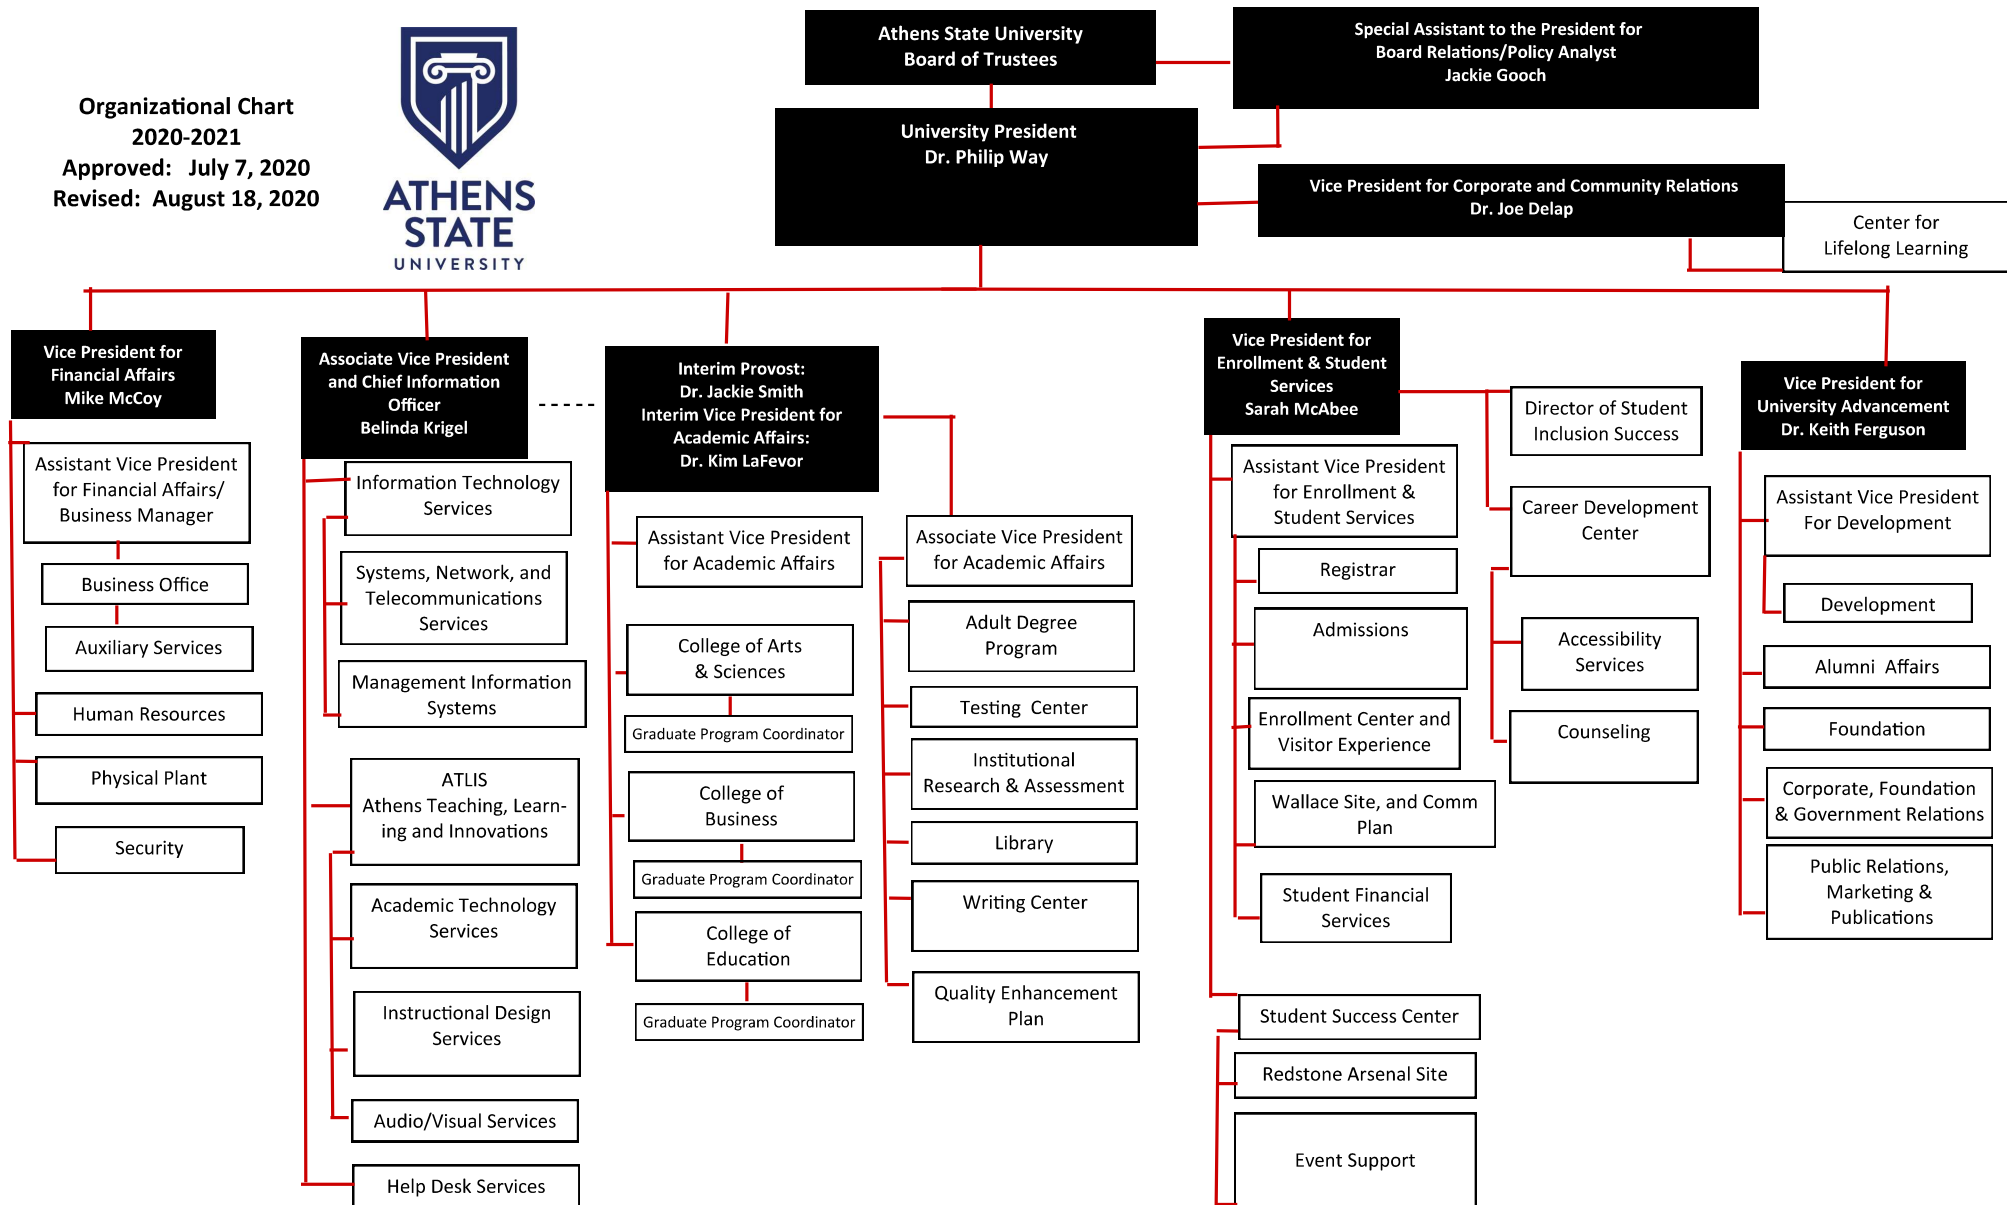 Organizational Chart
2020-2021
Approved:   July 7, 2020
Revised:  August 18, 2020
ATHENS
STATE
UNIVERSITY
Athens State University
Board of Trustees
Special Assistant to the President for
Board Relations/Policy Analyst
Jackie Gooch
University President
Dr. Philip Way
Vice President for Corporate and Community Relations
Dr. Joe Delap
Center for
Lifelong Learning
Vice President for
Financial Affairs
Mike McCoy
Assistant Vice President
for Financial Affairs/
Business Manager
Business Office
Auxiliary Services
Human Resources
Physical Plant
Security
Associate Vice President
and Chief Information
Officer
Belinda Krigel
Information Technology
Services
Systems, Network, and
Telecommunications
Services
Management Information
Systems
ATLIS
Athens Teaching, Learn-
ing and Innovations
Academic Technology
Services
Instructional Design
Services
Audio/Visual Services
Help Desk Services
Interim Provost:
Dr. Jackie Smith
Interim Vice President for
Academic Affairs:
Dr. Kim LaFevor
Assistant Vice President
for Academic Affairs
College of Arts
& Sciences
Graduate Program Coordinator
College of
Business
Graduate Program Coordinator
College of
Education
Graduate Program Coordinator
Associate Vice President
for Academic Affairs
Adult Degree
Program
Testing  Center
Institutional
Research & Assessment
Library
Writing Center
Quality Enhancement
Plan
Vice President for
Enrollment & Student
Services
Sarah McAbee
Assistant Vice President
for Enrollment &
Student Services
Registrar
Admissions
Enrollment Center and
Visitor Experience
Wallace Site, and Comm
Plan
Student Financial
Services
Student Success Center
Redstone Arsenal Site
Event Support
Director of Student
Inclusion Success
Career Development
Center
Accessibility
Services
Counseling
Vice President for
University Advancement
Dr. Keith Ferguson
Assistant Vice President
For Development
Development
Alumni  Affairs
Foundation
Corporate, Foundation
& Government Relations
Public Relations,
Marketing &
Publications